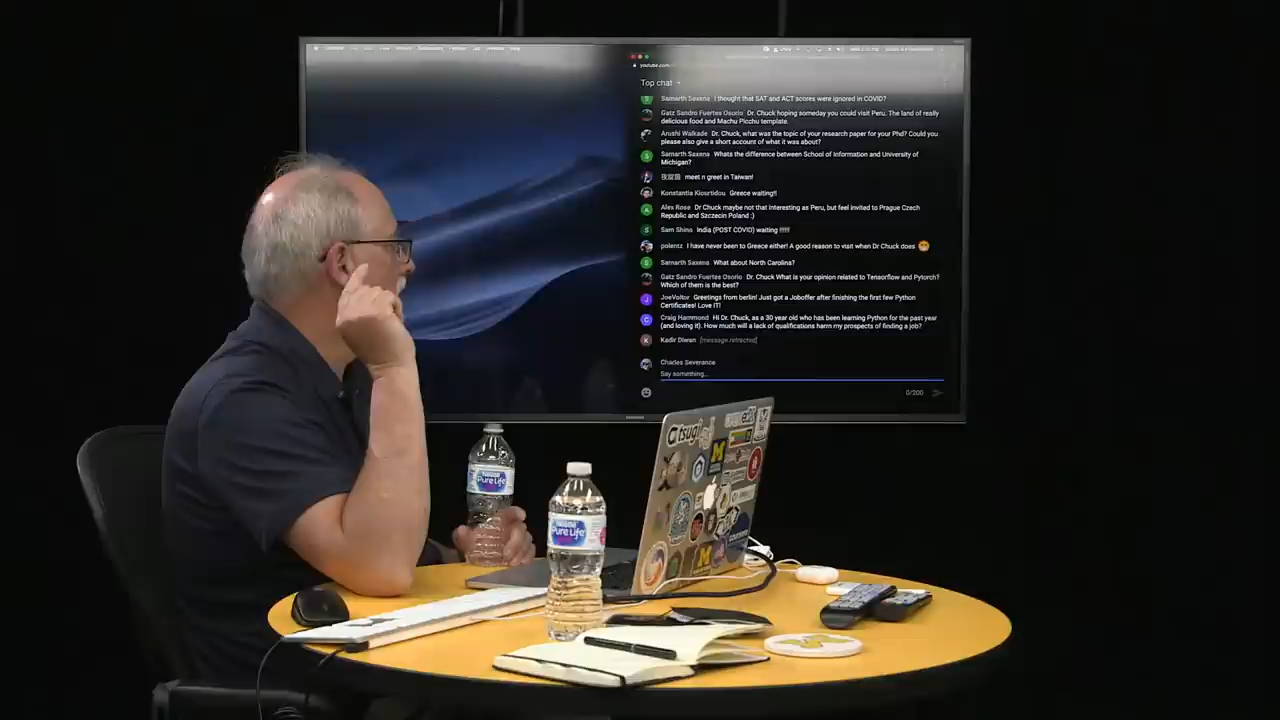 youtube.com
Top chat
Samarth Saxena I thought that SAT and ACT scores were ignored in COVID?
Gatz Sandro Fuertes Osorio Dr. Chuck hoping someday you could visit Peru. The land of really
delicious food and Machu Picchu template.
Arushi Walkade Dr. Chuck, what was the topic of your research paper for your Phd? Could you
please also give a short account of what it was about?
Samarth Saxena Whats the difference between School of Information and University of
Michigan?
meet n greet in Taiwan!
Konstantia Kiourtidou Greece waiting!!
Alex Rose Dr Chuck maybe not that interesting as Peru, but feel invited to Prague Czech
Republic and Szczecin Poland :)
Sam Shino India (POST COVID) waiting !!!!!
polentz I have never been to Greece either! A good reason to visit when Dr Chuck does
Samarth Saxena What about North Carolina?
Gatz Sandro Fuertes Osorio Dr. Chuck What is your opinion related to Tensorflow and Pytorch?
Which of them is the best?
JoeVoltor Greetings from berlin! Just got a Joboffer after finishing the first few Python
Certificates! Love IT!
Craig Hammond Hi Dr. Chuck, as a 30 year old who has been learning Python for the past year
(and loving it). How much will a lack of qualifications harm my prospects of finding a job?
Kadir Diwan [message retracted]
Charles Severance
Say something...
0/200
tsugi
M
M
Nestle
Pure Life
Nestle
Pure Life